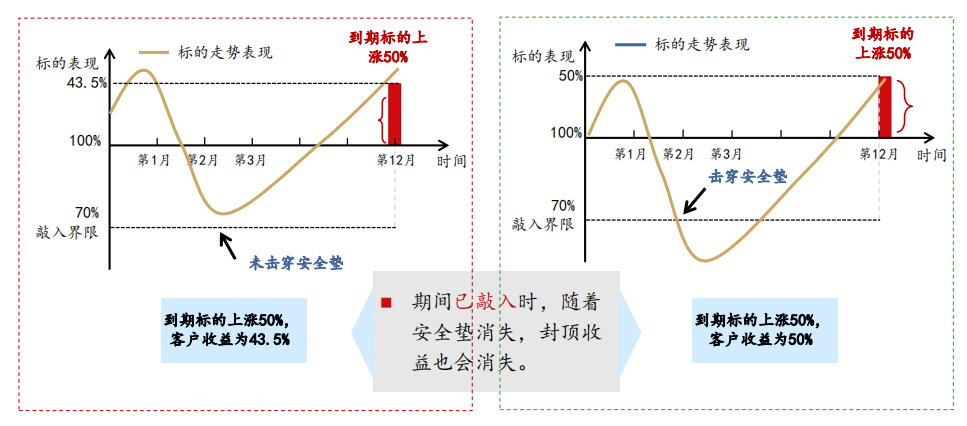 标的走势表现
到期标的上
涨50%
标的表现
43.5%
100%
第1月
第2月
第3月
第12月
时间
70%
敲入界限
未击穿安全垫
到期标的上涨50%，
客户收益为43.5%
■ 期间已敲入时，随着
安全垫消失，封顶收
益也会消失。
标的走势表现
到期标的
上涨50%
标的表现
50%
100%
第1月
第2月
第3月
第12月
时间
击穿安全垫
70%
敲入界限
到期标的上涨50%，
客户收益为50%